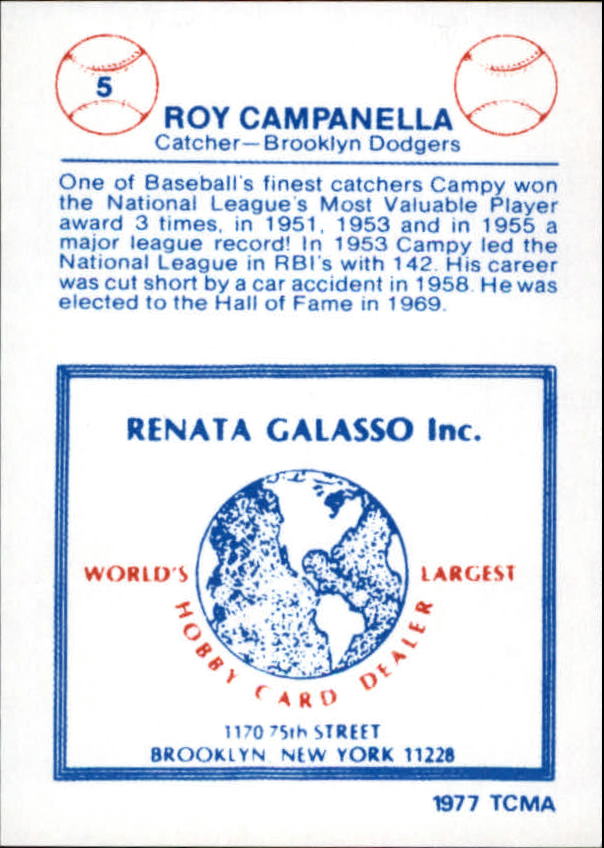 5
ROY CAMPANELLA
Catcher—Brooklyn Dodgers
One of Baseball's finest catchers Campy won
the National League's Most Valuable Player
award 3 times, in 1951, 1953 and in 1955 a
major league record! In 1953 Campy led the
National League in RBI's with 142. His career
was cut short by a car accident in 1958. He was
elected to the Hall of Fame in 1969.
RENATA GALASSO Inc.
WORLD'S LARGEST
HOBBY CARD DEALER
1170 75th STREET
BROOKLYN, NEW YORK 11228
1977 TCMA